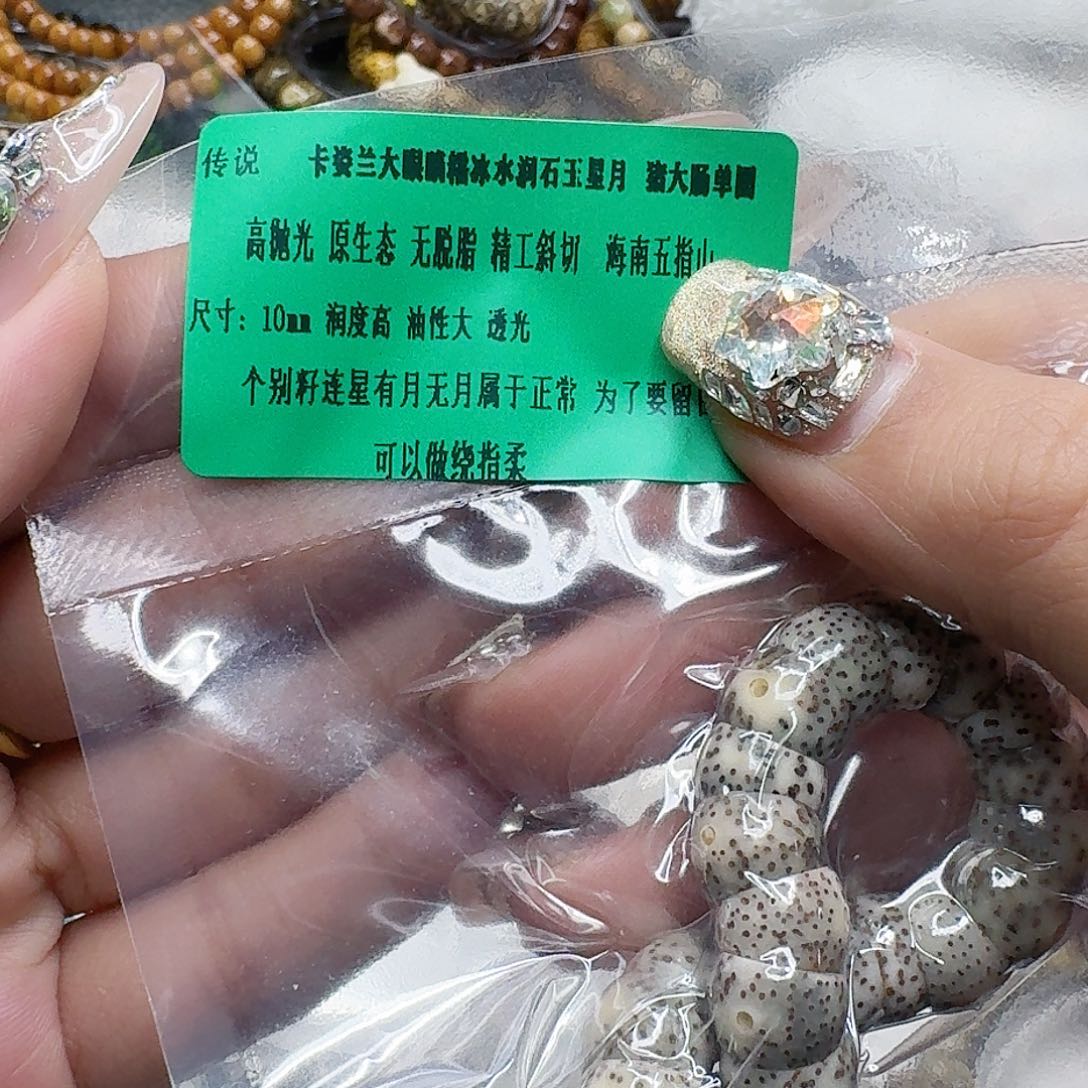 传说 卡姿兰大眼睛糯冰水润石玉星月 猪大肠单圈
高抛光 原生态 无脱脂 精工斜切 海南五指山
尺寸：10mm 润度高 油性大 透光
个别籽连星有月无月属于正常 为了要留
可以做绕指柔